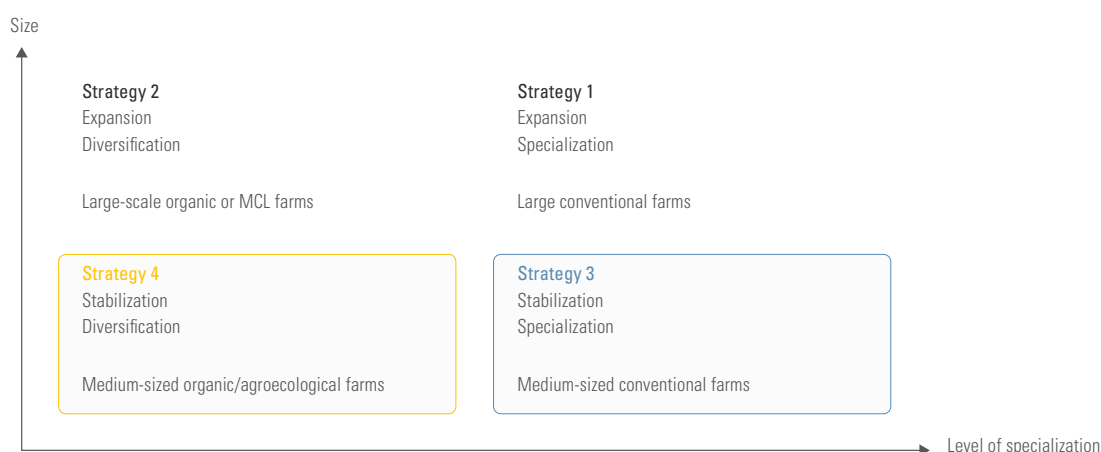 Size
Strategy 2
Expansion
Diversification
Large-scale organic or MCL farms
Strategy 1
Expansion
Specialization
Large conventional farms
Strategy 4
Stabilization
Diversification
Medium-sized organic/agroecological farms
Strategy 3
Stabilization
Specialization
Medium-sized conventional farms
Level of specialization